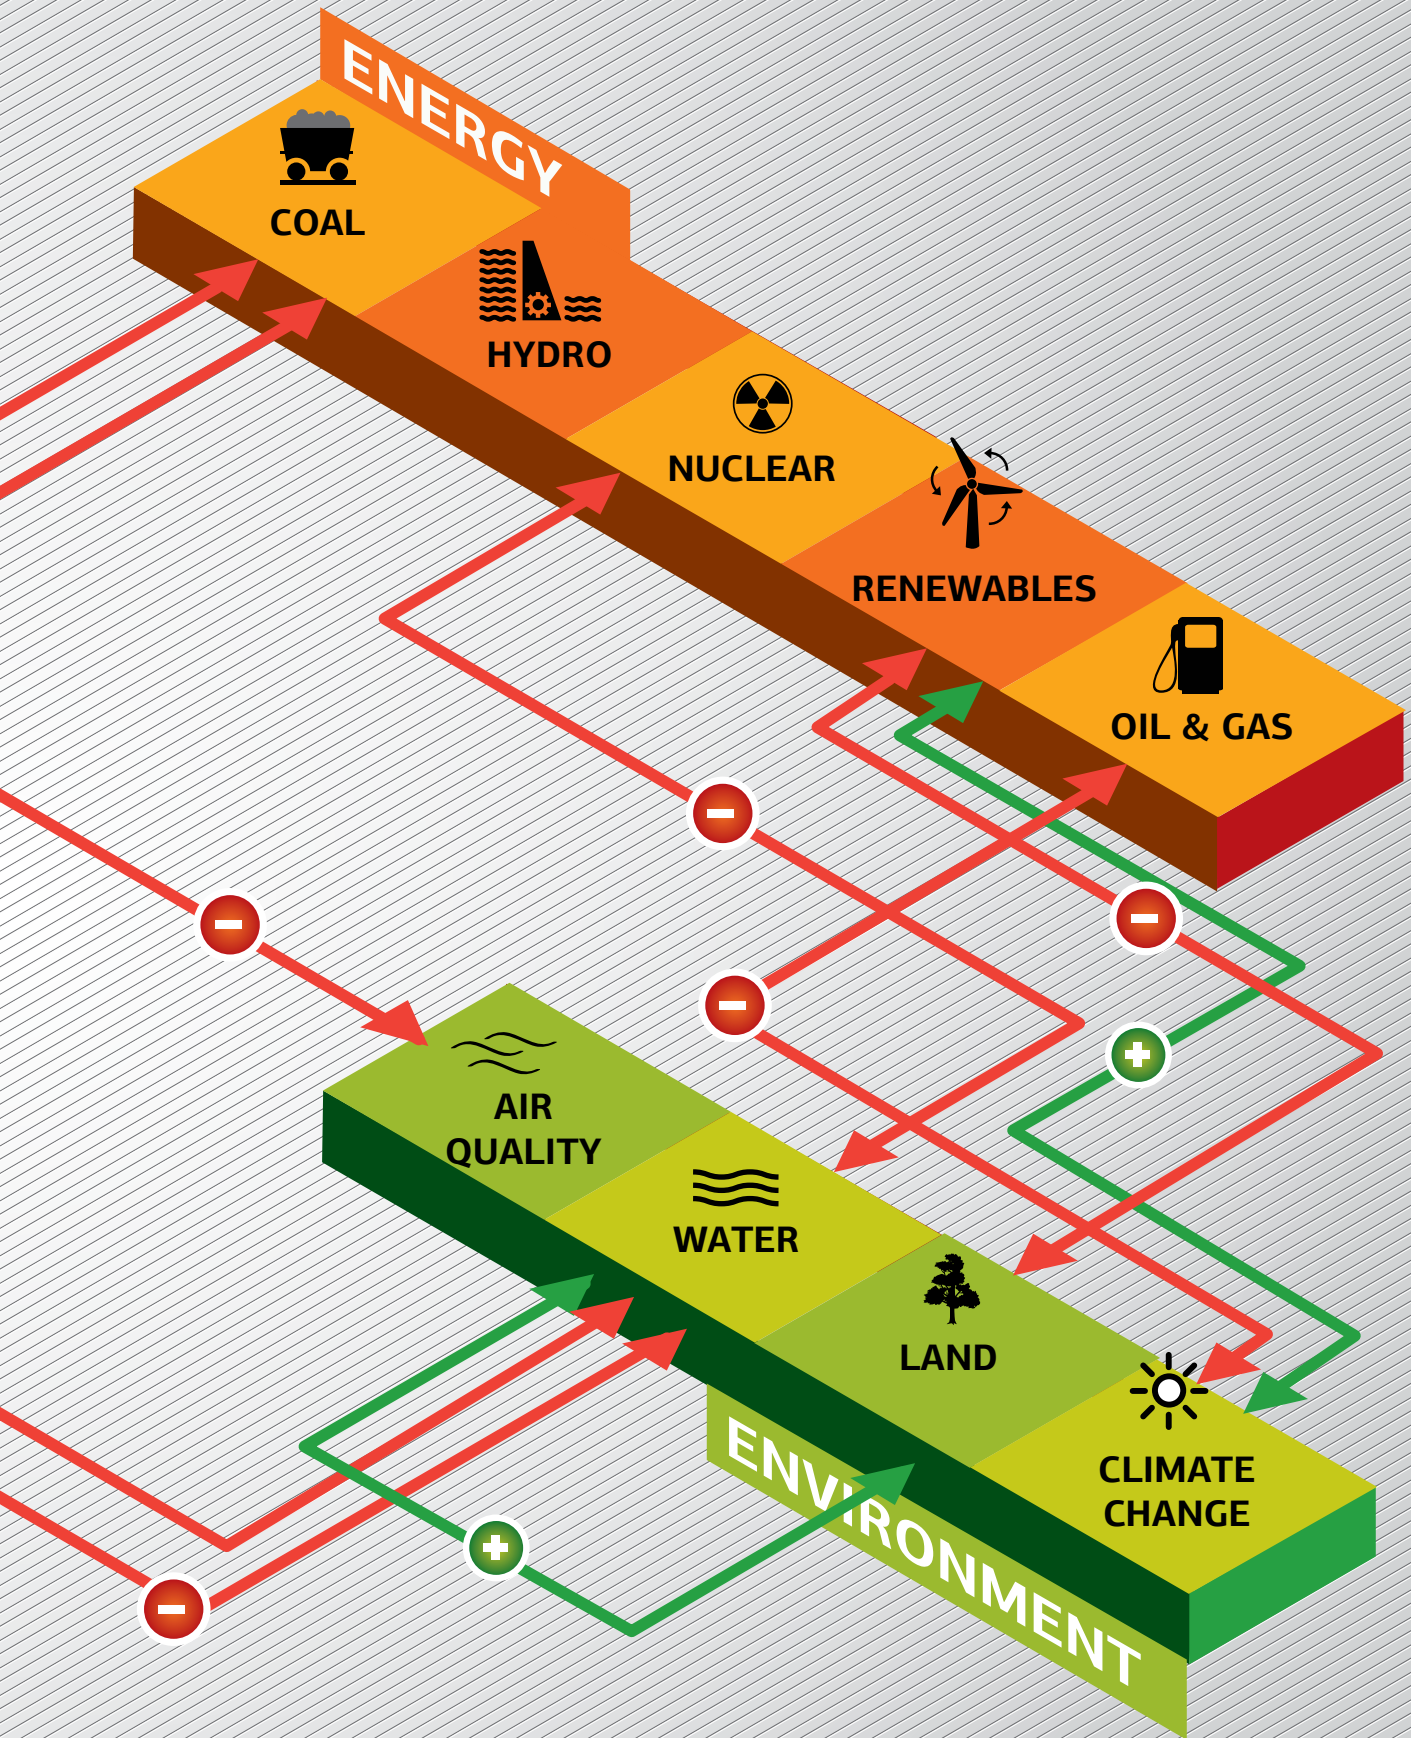 ENERGY
COAL
HYDRO
NUCLEAR
RENEWABLES
OIL & GAS
AIR
QUALITY
WATER
LAND
CLIMATE
CHANGE
ENVIRONMENT